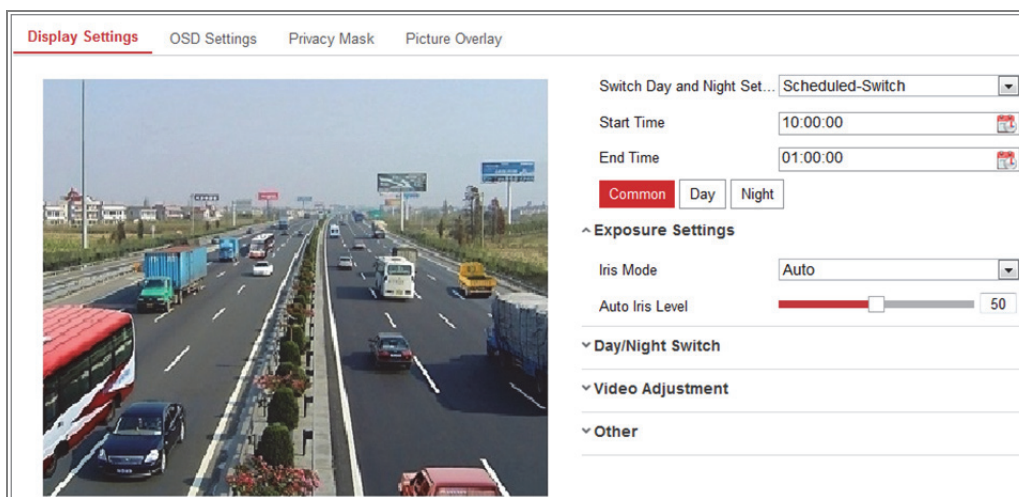 Display Settings OSD Settings Privacy Mask Picture Overlay
Switch Day and Night Set... Scheduled-Switch
Start Time 10:00:00
End Time 01:00:00
Common Day Night
Exposure Settings
Iris Mode Auto
Auto Iris Level 50
Day/Night Switch
Video Adjustment
Other